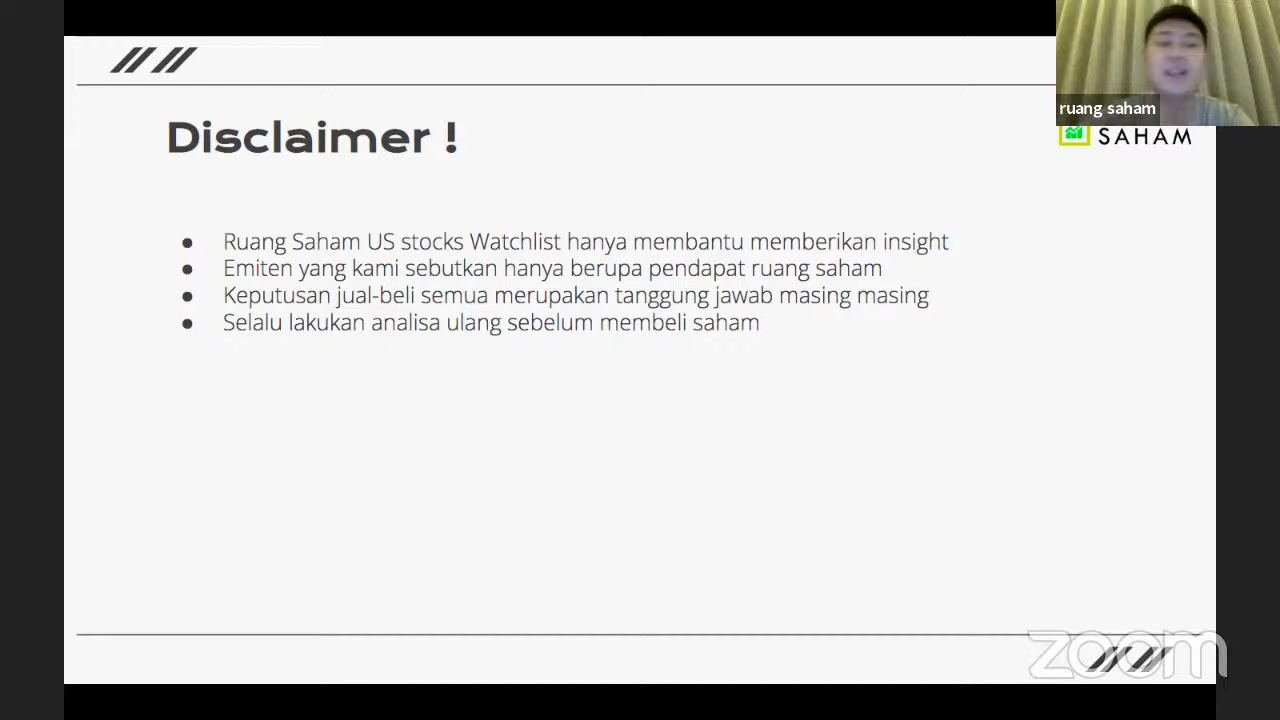 ruang saham
SAHAM
Disclaimer !
● Ruang Saham US stocks Watchlist hanya membantu memberikan insight
● Emiten yang kami sebutkan hanya berupa pendapat ruang saham
● Keputusan jual-beli semua merupakan tanggung jawab masing masing
● Selalu lakukan analisa ulang sebelum membeli saham
zoom